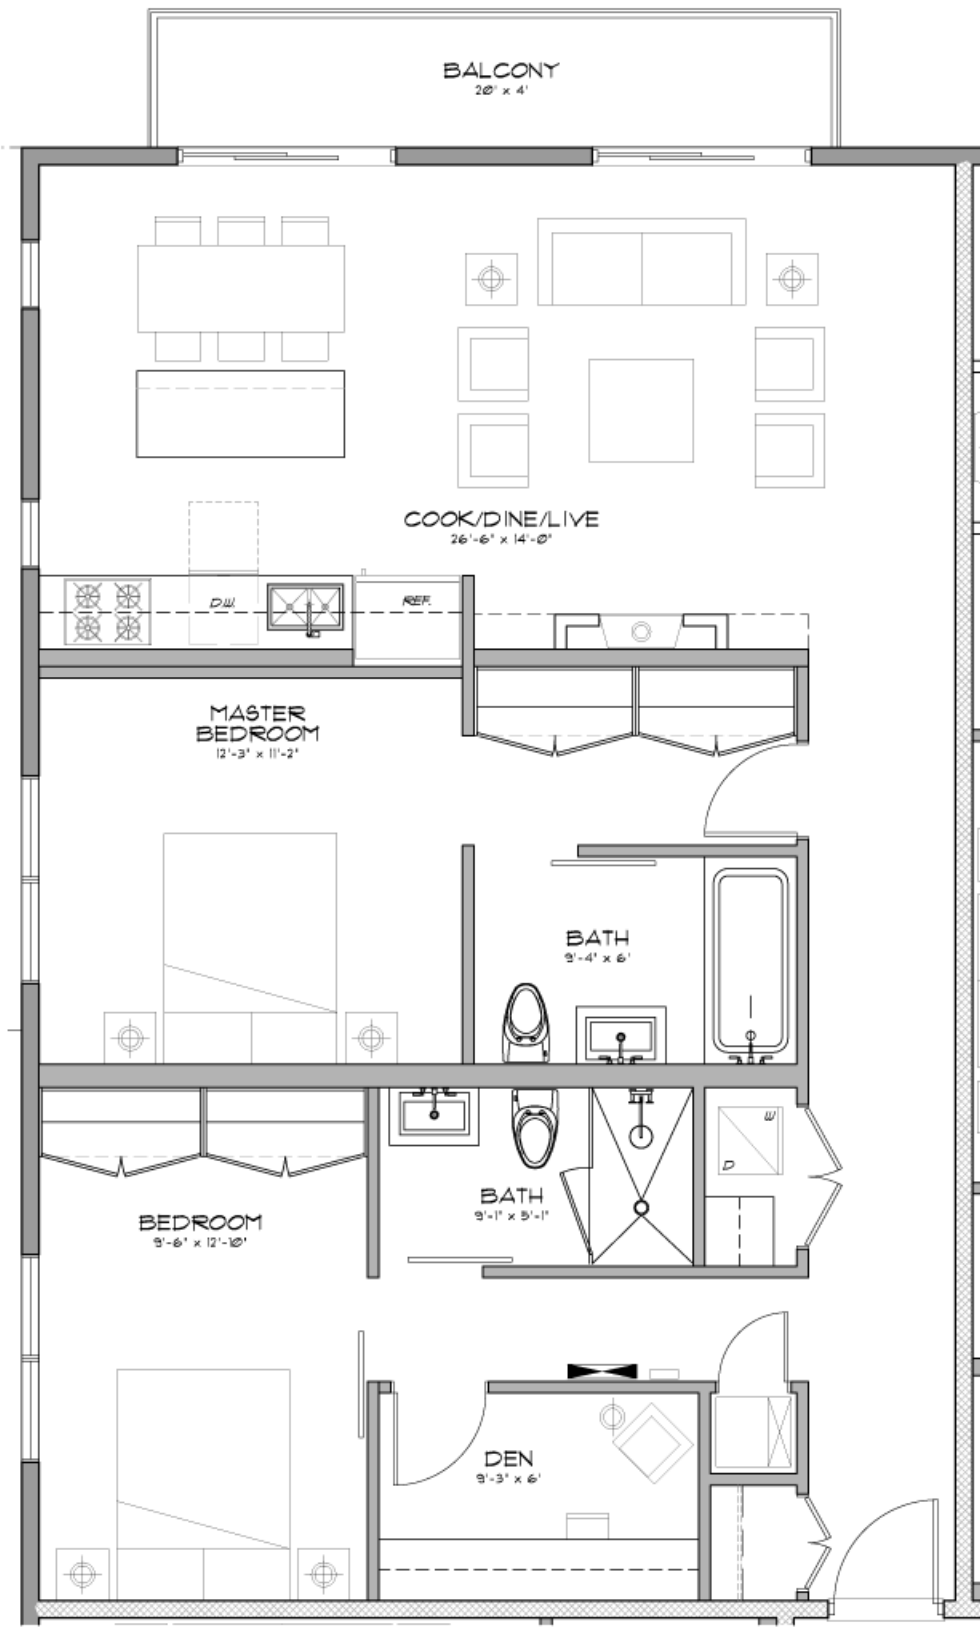 BALCONY
20' x 4'
COOK/DINE/LIVE
26'-6" x 14'-0"
D.W.
REF.
MASTER
BEDROOM
12'-3" x 11'-2"
BATH
9'-4" x 6'
W
D
BATH
9'-1" x 5'-1"
BEDROOM
9'-6" x 12'-10"
DEN
9'-3" x 6'